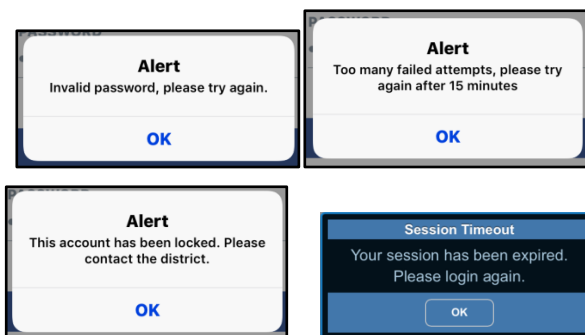 PASSWORD
Alert
Invalid password, please try again.
OK
Alert
Too many failed attempts, please try
again after 15 minutes
OK
Alert
This account has been locked. Please
contact the district.
OK
Session Timeout
Your session has been expired.
Please login again.
OK